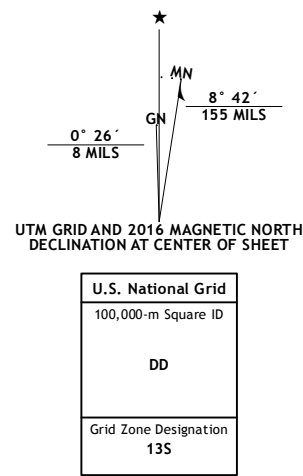 ★
MN
GN
8° 42´
155 MILS
0° 26´
8 MILS
UTM GRID AND 2016 MAGNETIC NORTH
DECLINATION AT CENTER OF SHEET
U.S. National Grid
100,000-m Square ID
DD
Grid Zone Designation
13S